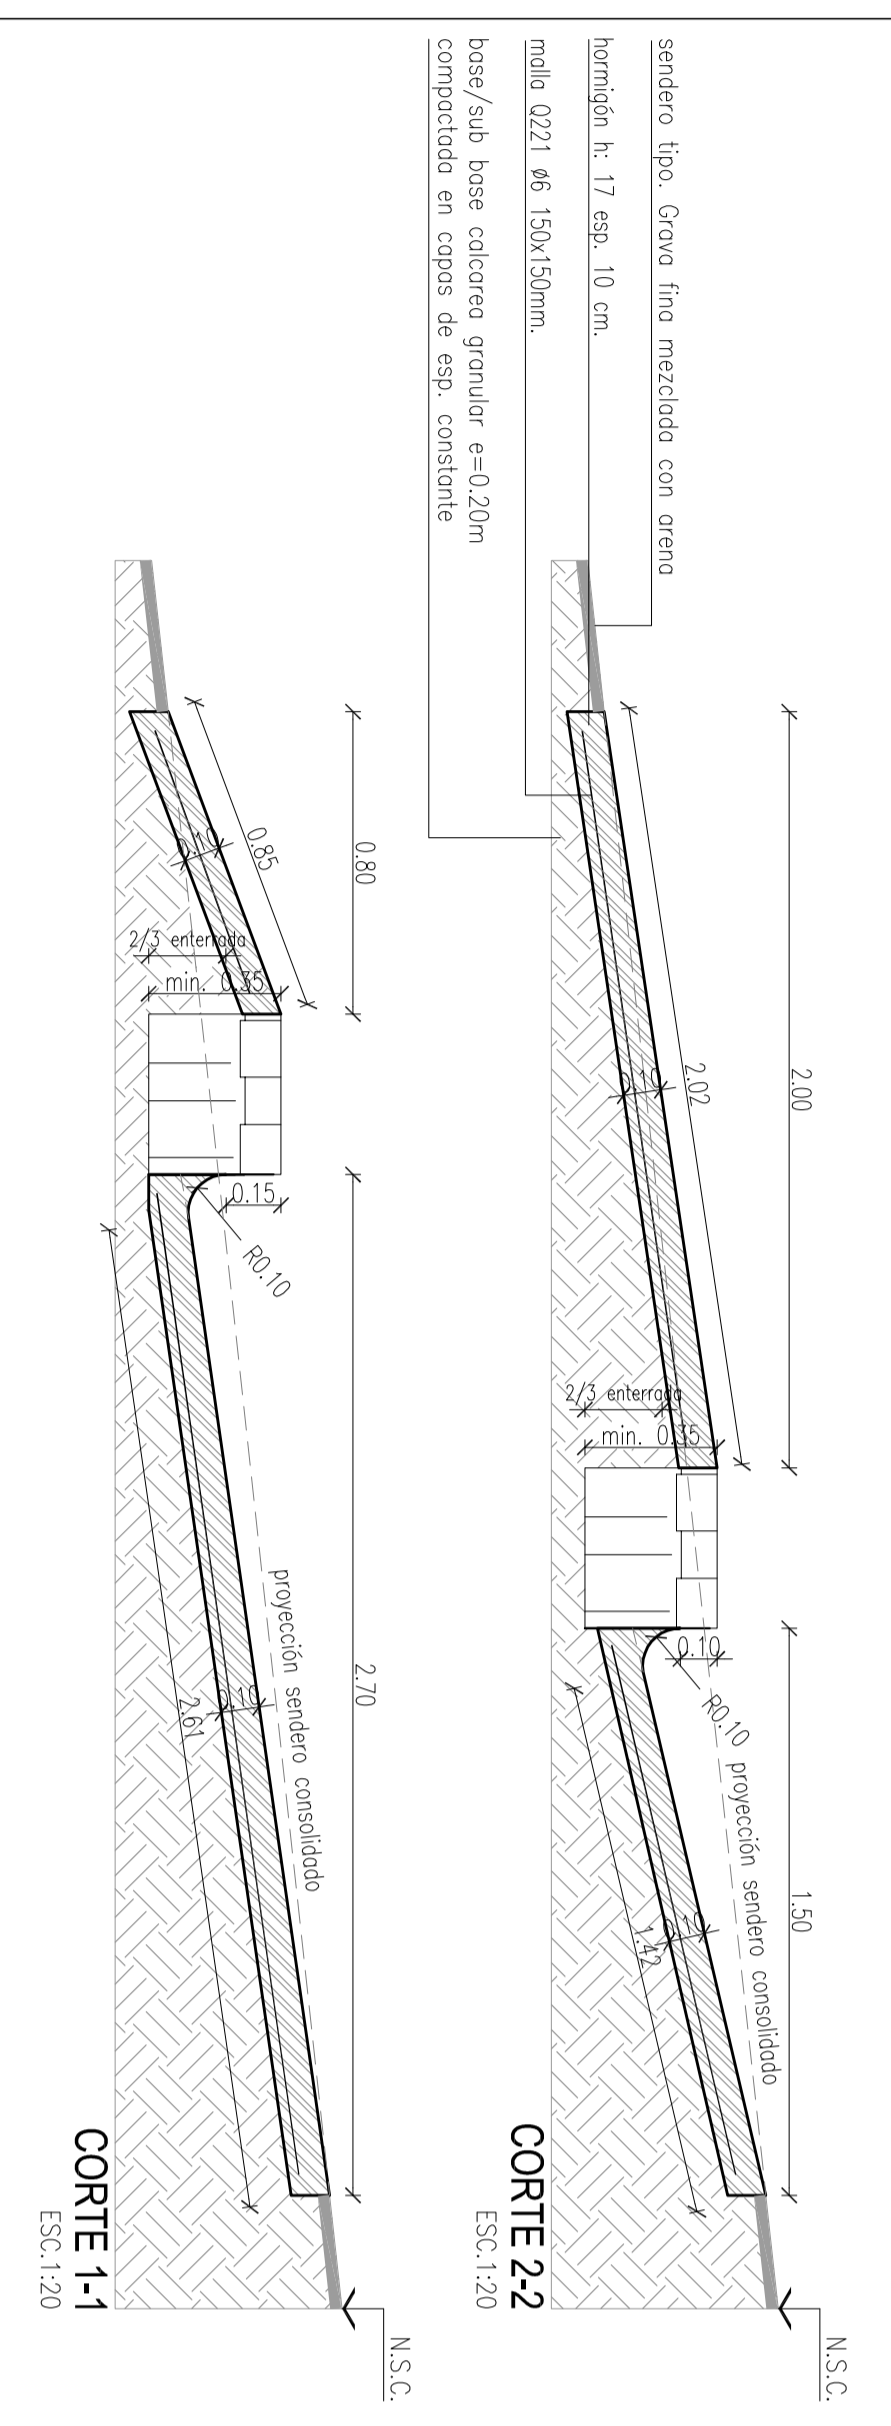 sendero tipo. Grava fina mezclada con arena
hormigón h: 17 esp. 10 cm.
malla Q221 Ø6 150x150mm.
base/sub base calcarea granular e=0.20m
compactada en capas de esp. constante
2.00
2.02
0.10
2/3 enterrada
min. 0.35
0.10
R0.10
proyección sendero consolidado
1.50
0.10
1.42
N.S.C.
CORTE 2-2
ESC.1:20
0.80
0.85
0.10
2/3 enterrada
min. 0.35
0.15
R0.10
2.70
proyección sendero consolidado
0.10
2.61
N.S.C.
CORTE 1-1
ESC.1:20